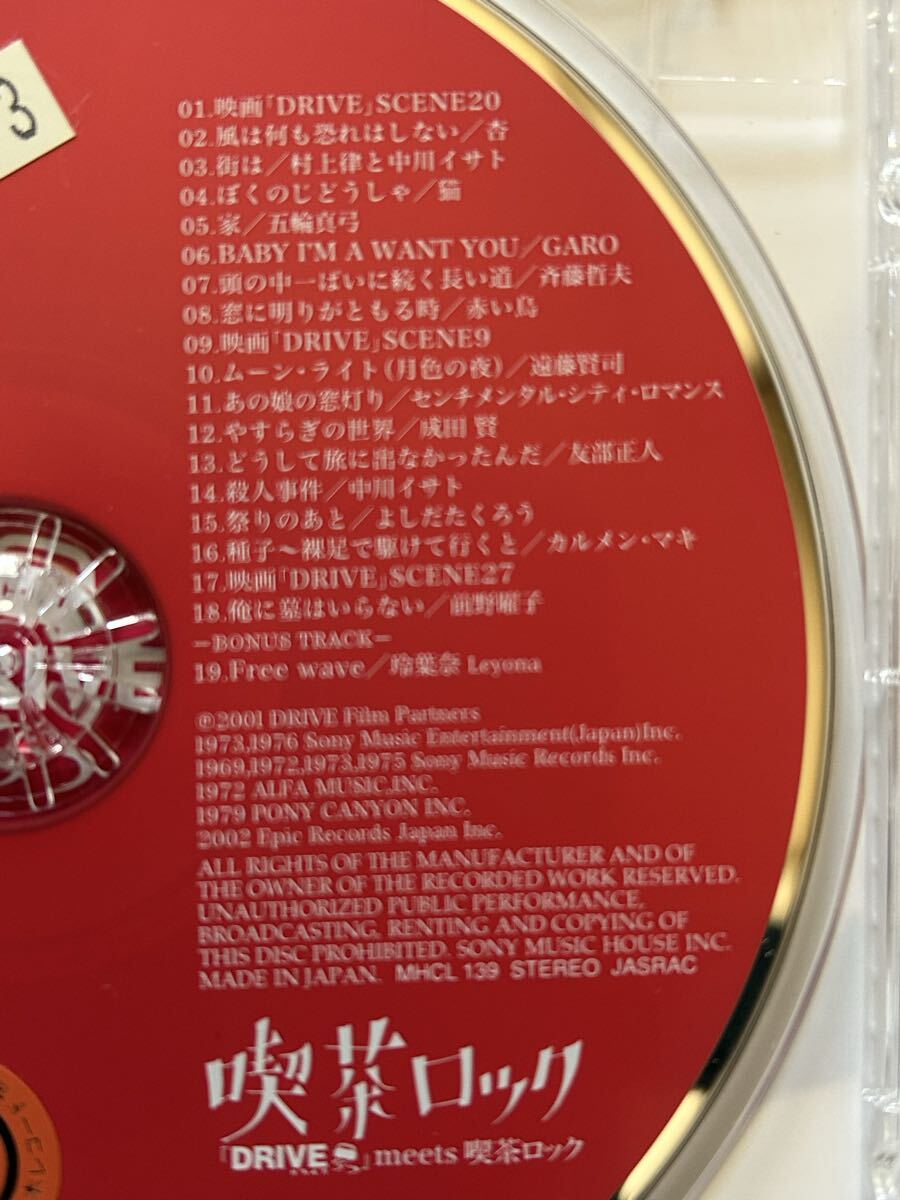 3
01.映画「DRIVE」SCENE20
02.風は何も恐れはしない／杏
03.街は／村上律と中川イサト
04.ぼくのじどうしゃ／猫
05.家／五輪真弓
06.BABY I'M A WANT YOU／GARO
07.頭の中一ぱいに続く長い道／斉藤哲夫
08.窓に明りがともる時／赤い鳥
09.映画「DRIVE」SCENE9
10.ムーン・ライト(月色の夜)／遠藤賢司
11.あの娘の窓灯り／センチメンタル・シティ・ロマンス
12.やすらぎの世界／成田 賢
13.どうして旅に出なかったんだ／友部正人
14.殺人事件／中川イサト
15.祭りのあと／よしだたくろう
16.種子〜裸足で駆けて行くと／カルメン・マキ
17.映画「DRIVE」SCENE27
18.俺に墓はいらない／前野曜子
−BONUS TRACK−
19.Free wave／玲葉奈 Leyona
℗2001 DRIVE Film Partners
1973,1976 Sony Music Entertainment(Japan)Inc.
1969,1972,1973,1975 Sony Music Records Inc.
1972 ALFA MUSIC,INC.
1979 PONY CANYON INC.
2002 Epic Records Japan Inc.
ALL RIGHTS OF THE MANUFACTURER AND OF
THE OWNER OF THE RECORDED WORK RESERVED.
UNAUTHORIZED PUBLIC PERFORMANCE,
BROADCASTING, RENTING AND COPYING OF
THIS DISC PROHIBITED. SONY MUSIC HOUSE INC.
MADE IN JAPAN. MHCL 139 STEREO JASRAC
喫茶ロック
「DRIVE」meets 喫茶ロック